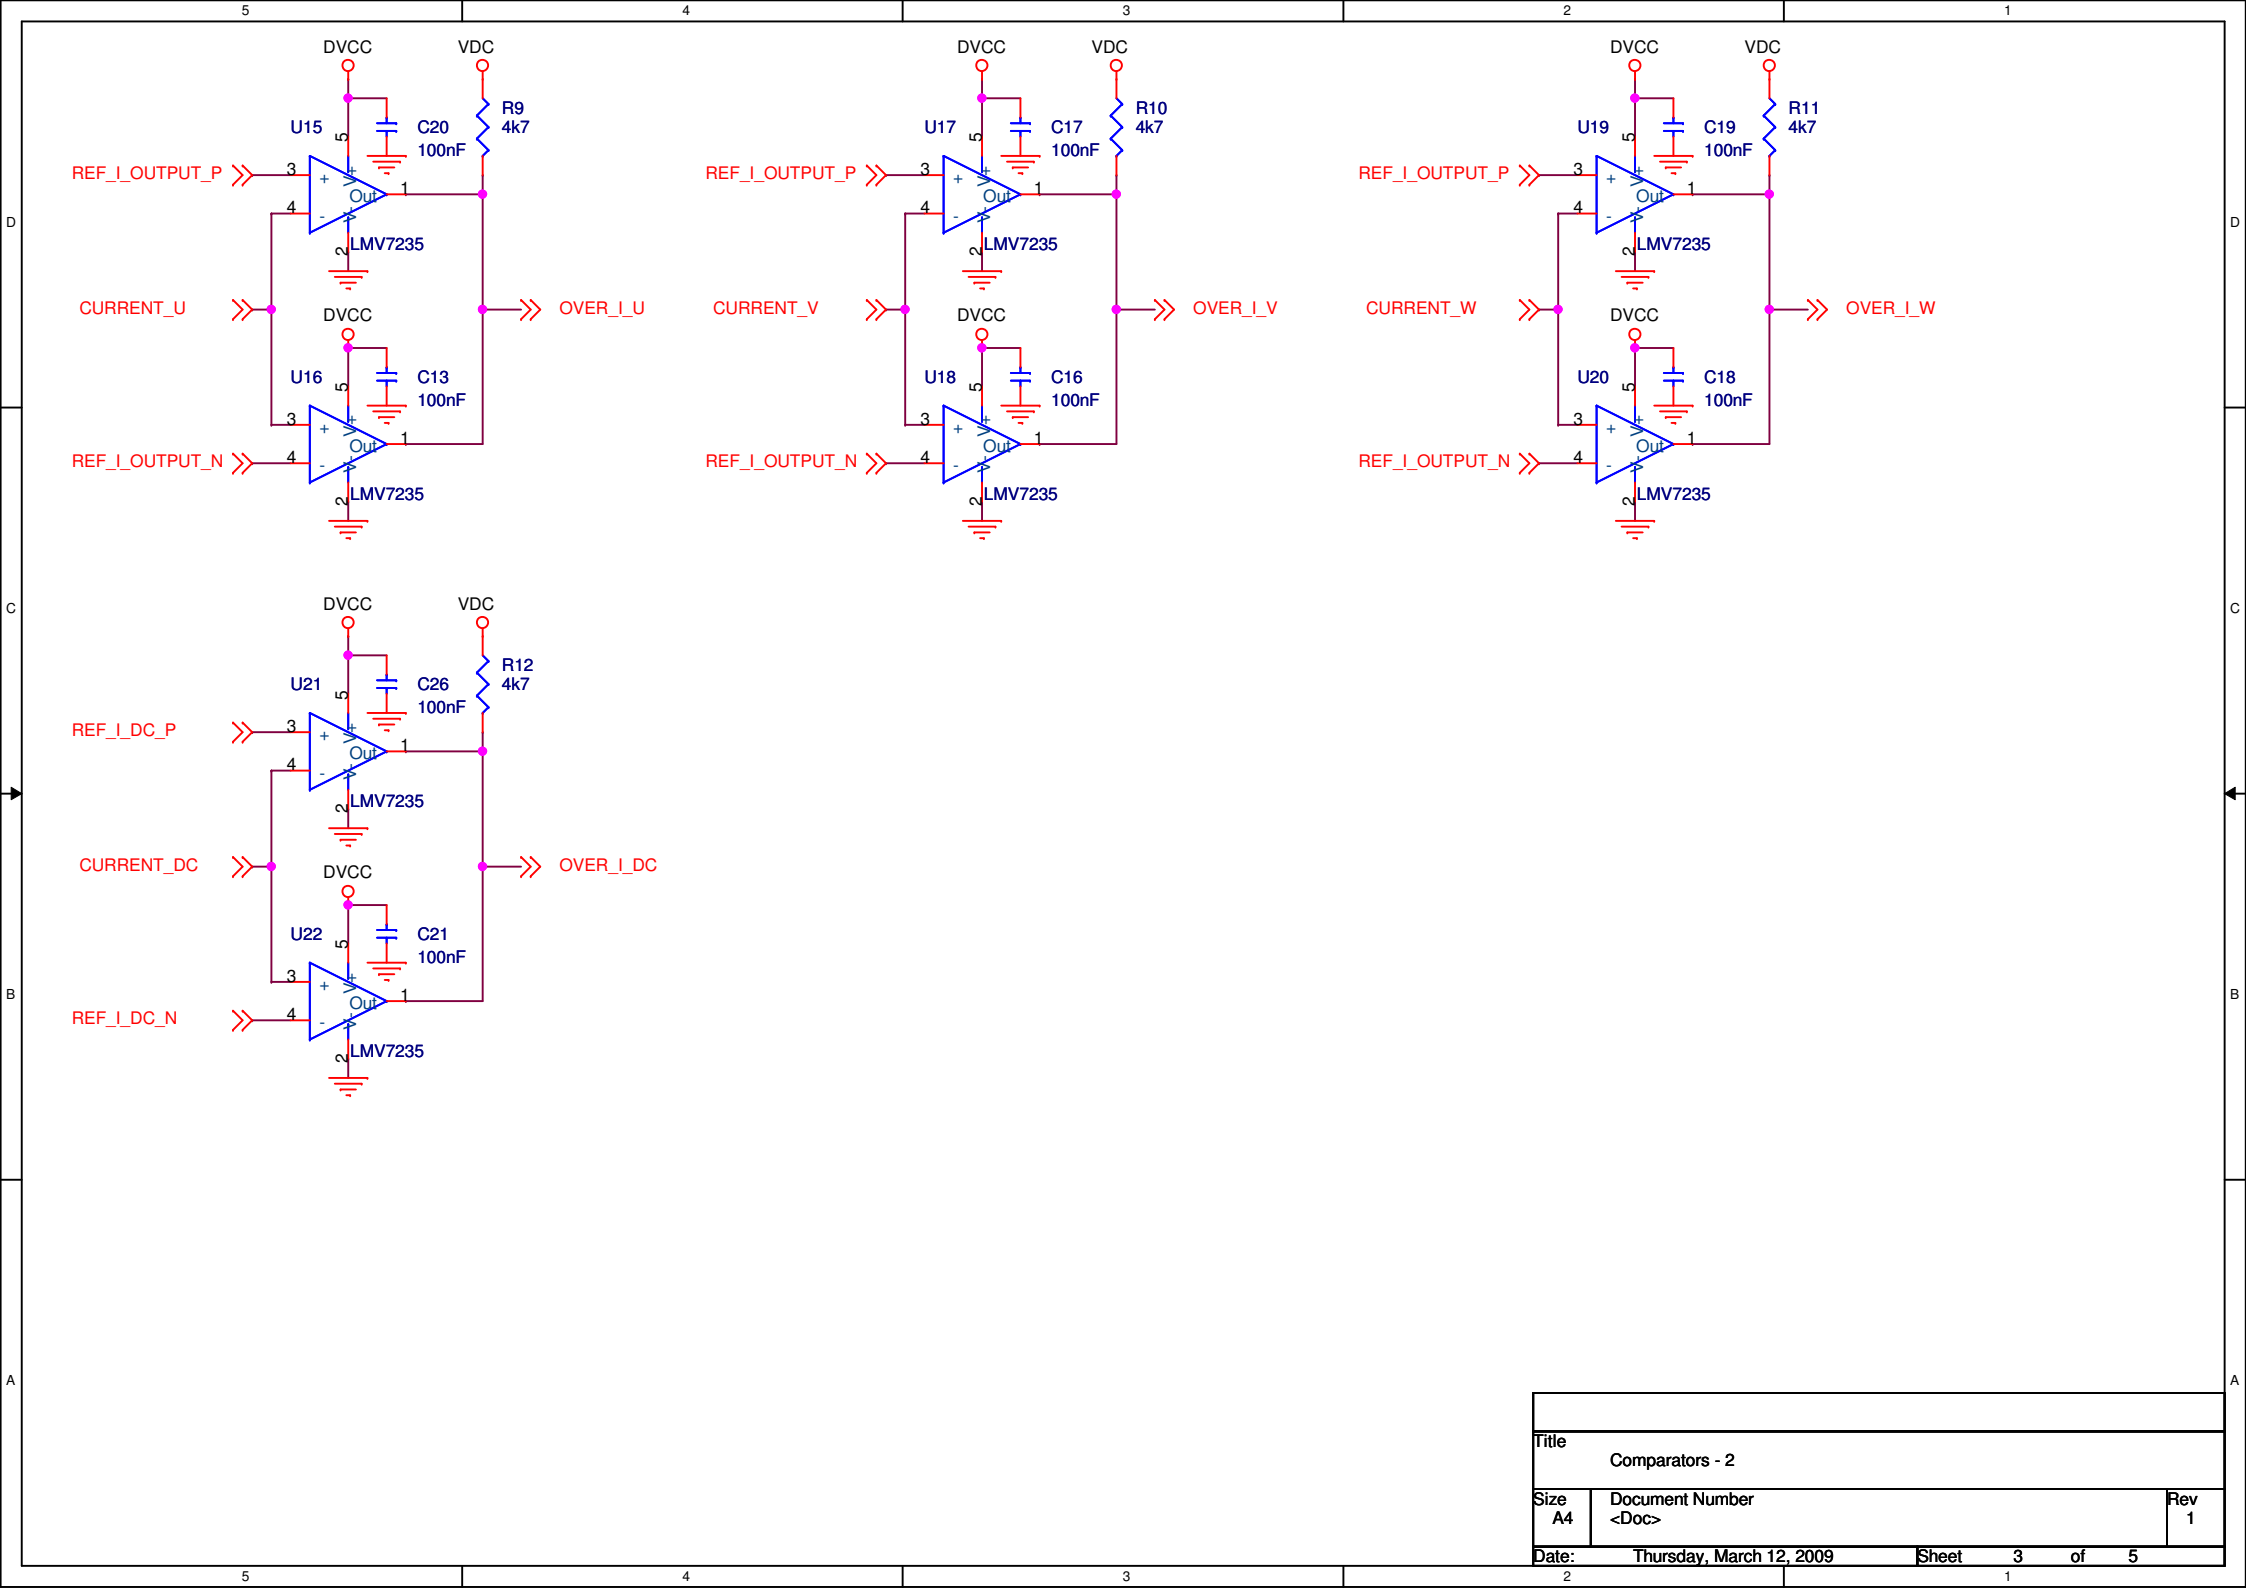 5 4 3 2 1
DVCC VDC DVCC VDC DVCC VDC
R9 R10 R11
U15 5 C20 4k7 U17 5 C17 4k7 U19 5 C19 4k7
100nF 100nF 100nF
REF_I_OUTPUT_P 3 + V+ 1 REF_I_OUTPUT_P 3 + V+ 1 REF_I_OUTPUT_P 3 + V+ 1
Out Out Out
4 - V- 4 - V- 4 - V-
D D
2 LMV7235 2 LMV7235 2 LMV7235
CURRENT_U OVER_I_U CURRENT_V OVER_I_V CURRENT_W OVER_I_W
DVCC DVCC DVCC
U16 5 C13 U18 5 C16 U20 5 C18
100nF 100nF 100nF
3 + V+ 1 3 + V+ 1 3 + V+ 1
Out Out Out
REF_I_OUTPUT_N 4 - V- REF_I_OUTPUT_N 4 - V- REF_I_OUTPUT_N 4 - V-
2 LMV7235 2 LMV7235 2 LMV7235
DVCC VDC
C C
R12
U21 5 C26 4k7
100nF
REF_I_DC_P 3 + V+ 1
Out
4 - V-
2 LMV7235
CURRENT_DC OVER_I_DC
DVCC
U22 5 C21
100nF
3 + V+ 1
B B
Out
REF_I_DC_N 4 - V-
2 LMV7235
A A
Title
Comparators - 2
Size Document Number Rev
A4 <Doc> 1
Date: Thursday, March 12, 2009 Sheet 3 of 5
5 4 3 2 1